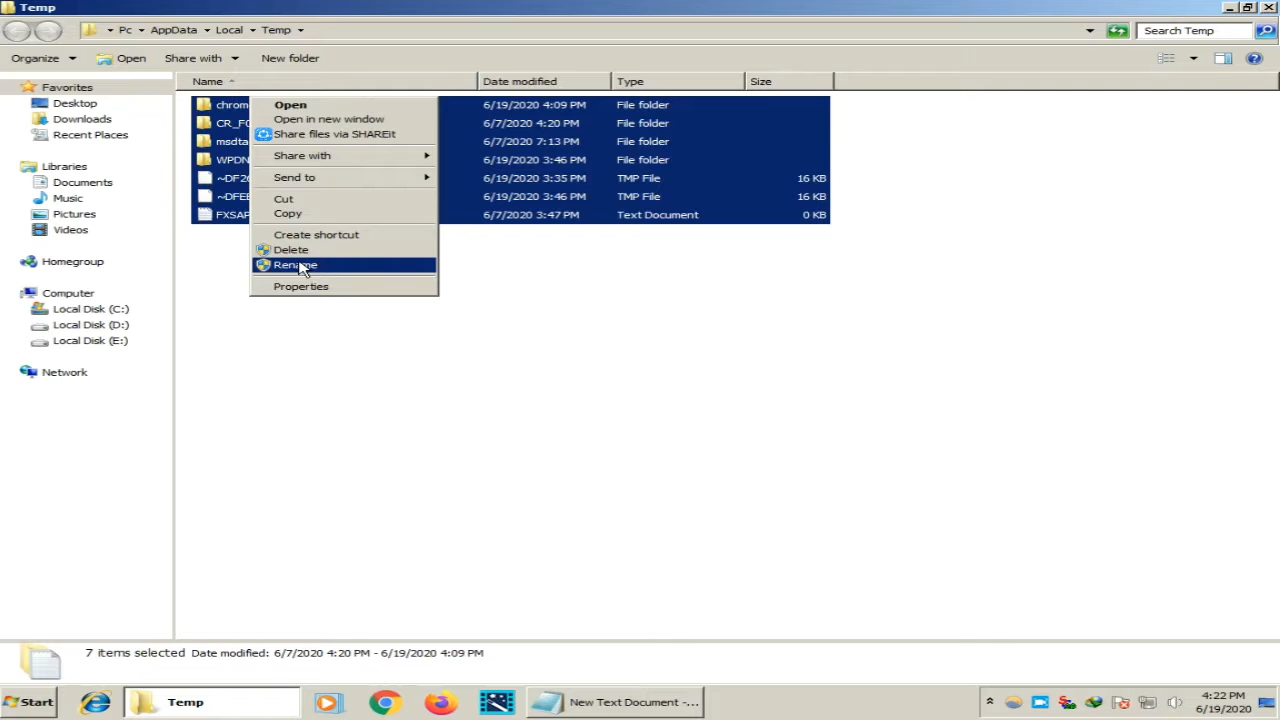 Temp
Pc AppData Local Temp
Search Temp
Organize Open Share with New folder
Name Date modified Type Size
Favorites
Desktop
Downloads
Recent Places
Libraries
Documents
Music
Pictures
Videos
Homegroup
Computer
Local Disk (C:)
Local Disk (D:)
Local Disk (E:)
Network
chrom 6/19/2020 4:09 PM File folder
6/7/2020 4:20 PM File folder
msdta 6/7/2020 7:13 PM File folder
WPDN 6/19/2020 3:46 PM File folder
~DF26 6/19/2020 3:35 PM TMP File 16 KB
~DFEE 6/19/2020 3:46 PM TMP File 16 KB
FXSAP 6/7/2020 3:47 PM Text Document 0 KB
Open
Open in new window
Share files via SHAREit
Share with
Send to
Cut
Copy
Create shortcut
Delete
Rename
Properties
7 items selected Date modified: 6/7/2020 4:20 PM - 6/19/2020 4:09 PM
Start
Temp
New Text Document -...
4:22 PM
6/19/2020